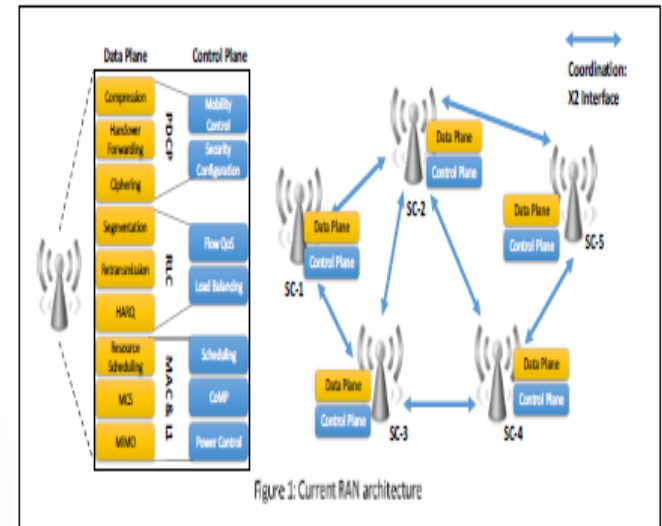 Data Plane
Control Plane
Compression
Handover
Forwarding
Ciphering
PDCP
Mobility
Control
Security
Configuration
Segmentation
Retransmission
HARQ
RLC
Flow QoS
Load Balancing
Resource
Scheduling
MCS
MIMO
MAC & L1
Scheduling
CoMP
Power Control
Coordination:
X2 Interface
Data Plane
Control Plane
SC-2
Data Plane
Control Plane
SC-1
Data Plane
Control Plane
SC-5
Data Plane
Control Plane
SC-3
Data Plane
Control Plane
SC-4
Figure 1: Current RAN architecture